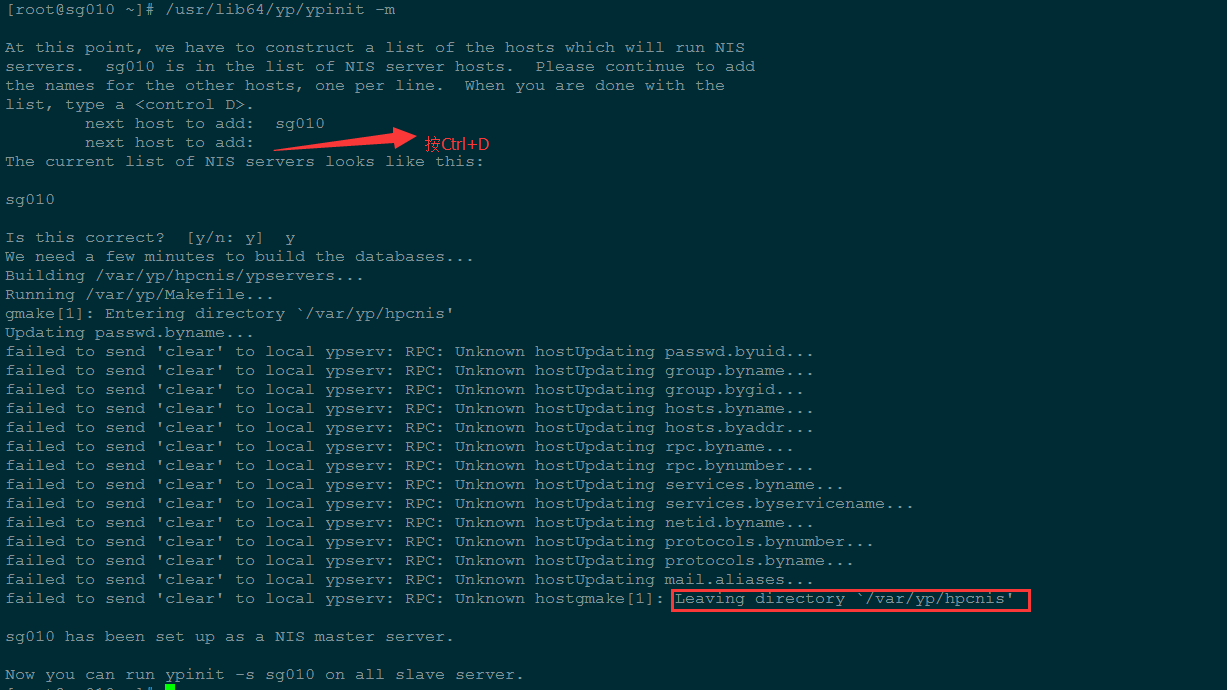 [root@sg010 ~]# /usr/lib64/yp/ypinit -m
At this point, we have to construct a list of the hosts which will run NIS
servers.  sg010 is in the list of NIS server hosts.  Please continue to add
the names for the other hosts, one per line.  When you are done with the
list, type a <control D>.
        next host to add:  sg010
        next host to add:  按Ctrl+D
The current list of NIS servers looks like this:
sg010
Is this correct?  [y/n: y]  y
We need a few minutes to build the databases...
Building /var/yp/hpcnis/ypservers...
Running /var/yp/Makefile...
gmake[1]: Entering directory `/var/yp/hpcnis'
Updating passwd.byname...
failed to send 'clear' to local ypserv: RPC: Unknown hostUpdating passwd.byuid...
failed to send 'clear' to local ypserv: RPC: Unknown hostUpdating group.byname...
failed to send 'clear' to local ypserv: RPC: Unknown hostUpdating group.bygid...
failed to send 'clear' to local ypserv: RPC: Unknown hostUpdating hosts.byname...
failed to send 'clear' to local ypserv: RPC: Unknown hostUpdating hosts.byaddr...
failed to send 'clear' to local ypserv: RPC: Unknown hostUpdating rpc.byname...
failed to send 'clear' to local ypserv: RPC: Unknown hostUpdating rpc.bynumber...
failed to send 'clear' to local ypserv: RPC: Unknown hostUpdating services.byname...
failed to send 'clear' to local ypserv: RPC: Unknown hostUpdating services.byservicename...
failed to send 'clear' to local ypserv: RPC: Unknown hostUpdating netid.byname...
failed to send 'clear' to local ypserv: RPC: Unknown hostUpdating protocols.bynumber...
failed to send 'clear' to local ypserv: RPC: Unknown hostUpdating protocols.byname...
failed to send 'clear' to local ypserv: RPC: Unknown hostUpdating mail.aliases...
failed to send 'clear' to local ypserv: RPC: Unknown hostgmake[1]: Leaving directory `/var/yp/hpcnis'
sg010 has been set up as a NIS master server.
Now you can run ypinit -s sg010 on all slave server.